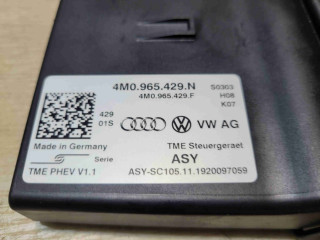 4M0.965.429.N S0303
4M0.965.429.F H08
K07
429
01S VW AG
Made in Germany TME Steuergeraet
Serie ASY
TME PHEV V1.1 ASY-SC105.11.1920097059